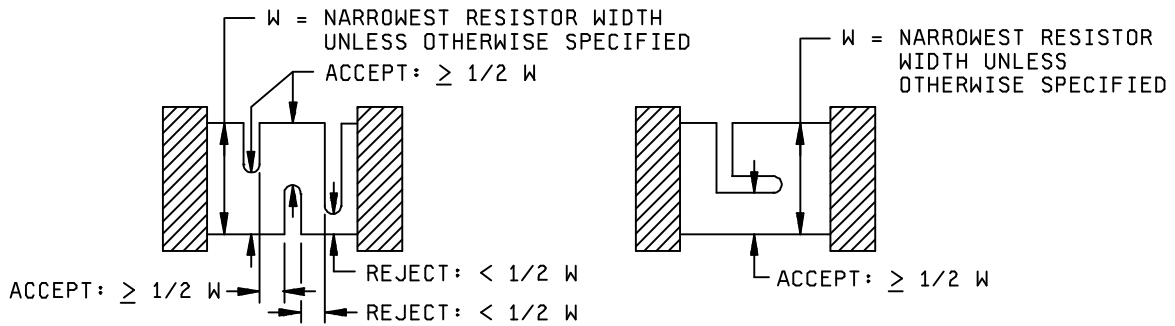 W = NARROWEST RESISTOR WIDTH
UNLESS OTHERWISE SPECIFIED
ACCEPT: ≥ 1/2 W
REJECT: < 1/2 W
ACCEPT: ≥ 1/2 W
REJECT: < 1/2 W
W = NARROWEST RESISTOR
WIDTH UNLESS
OTHERWISE SPECIFIED
ACCEPT: ≥ 1/2 W